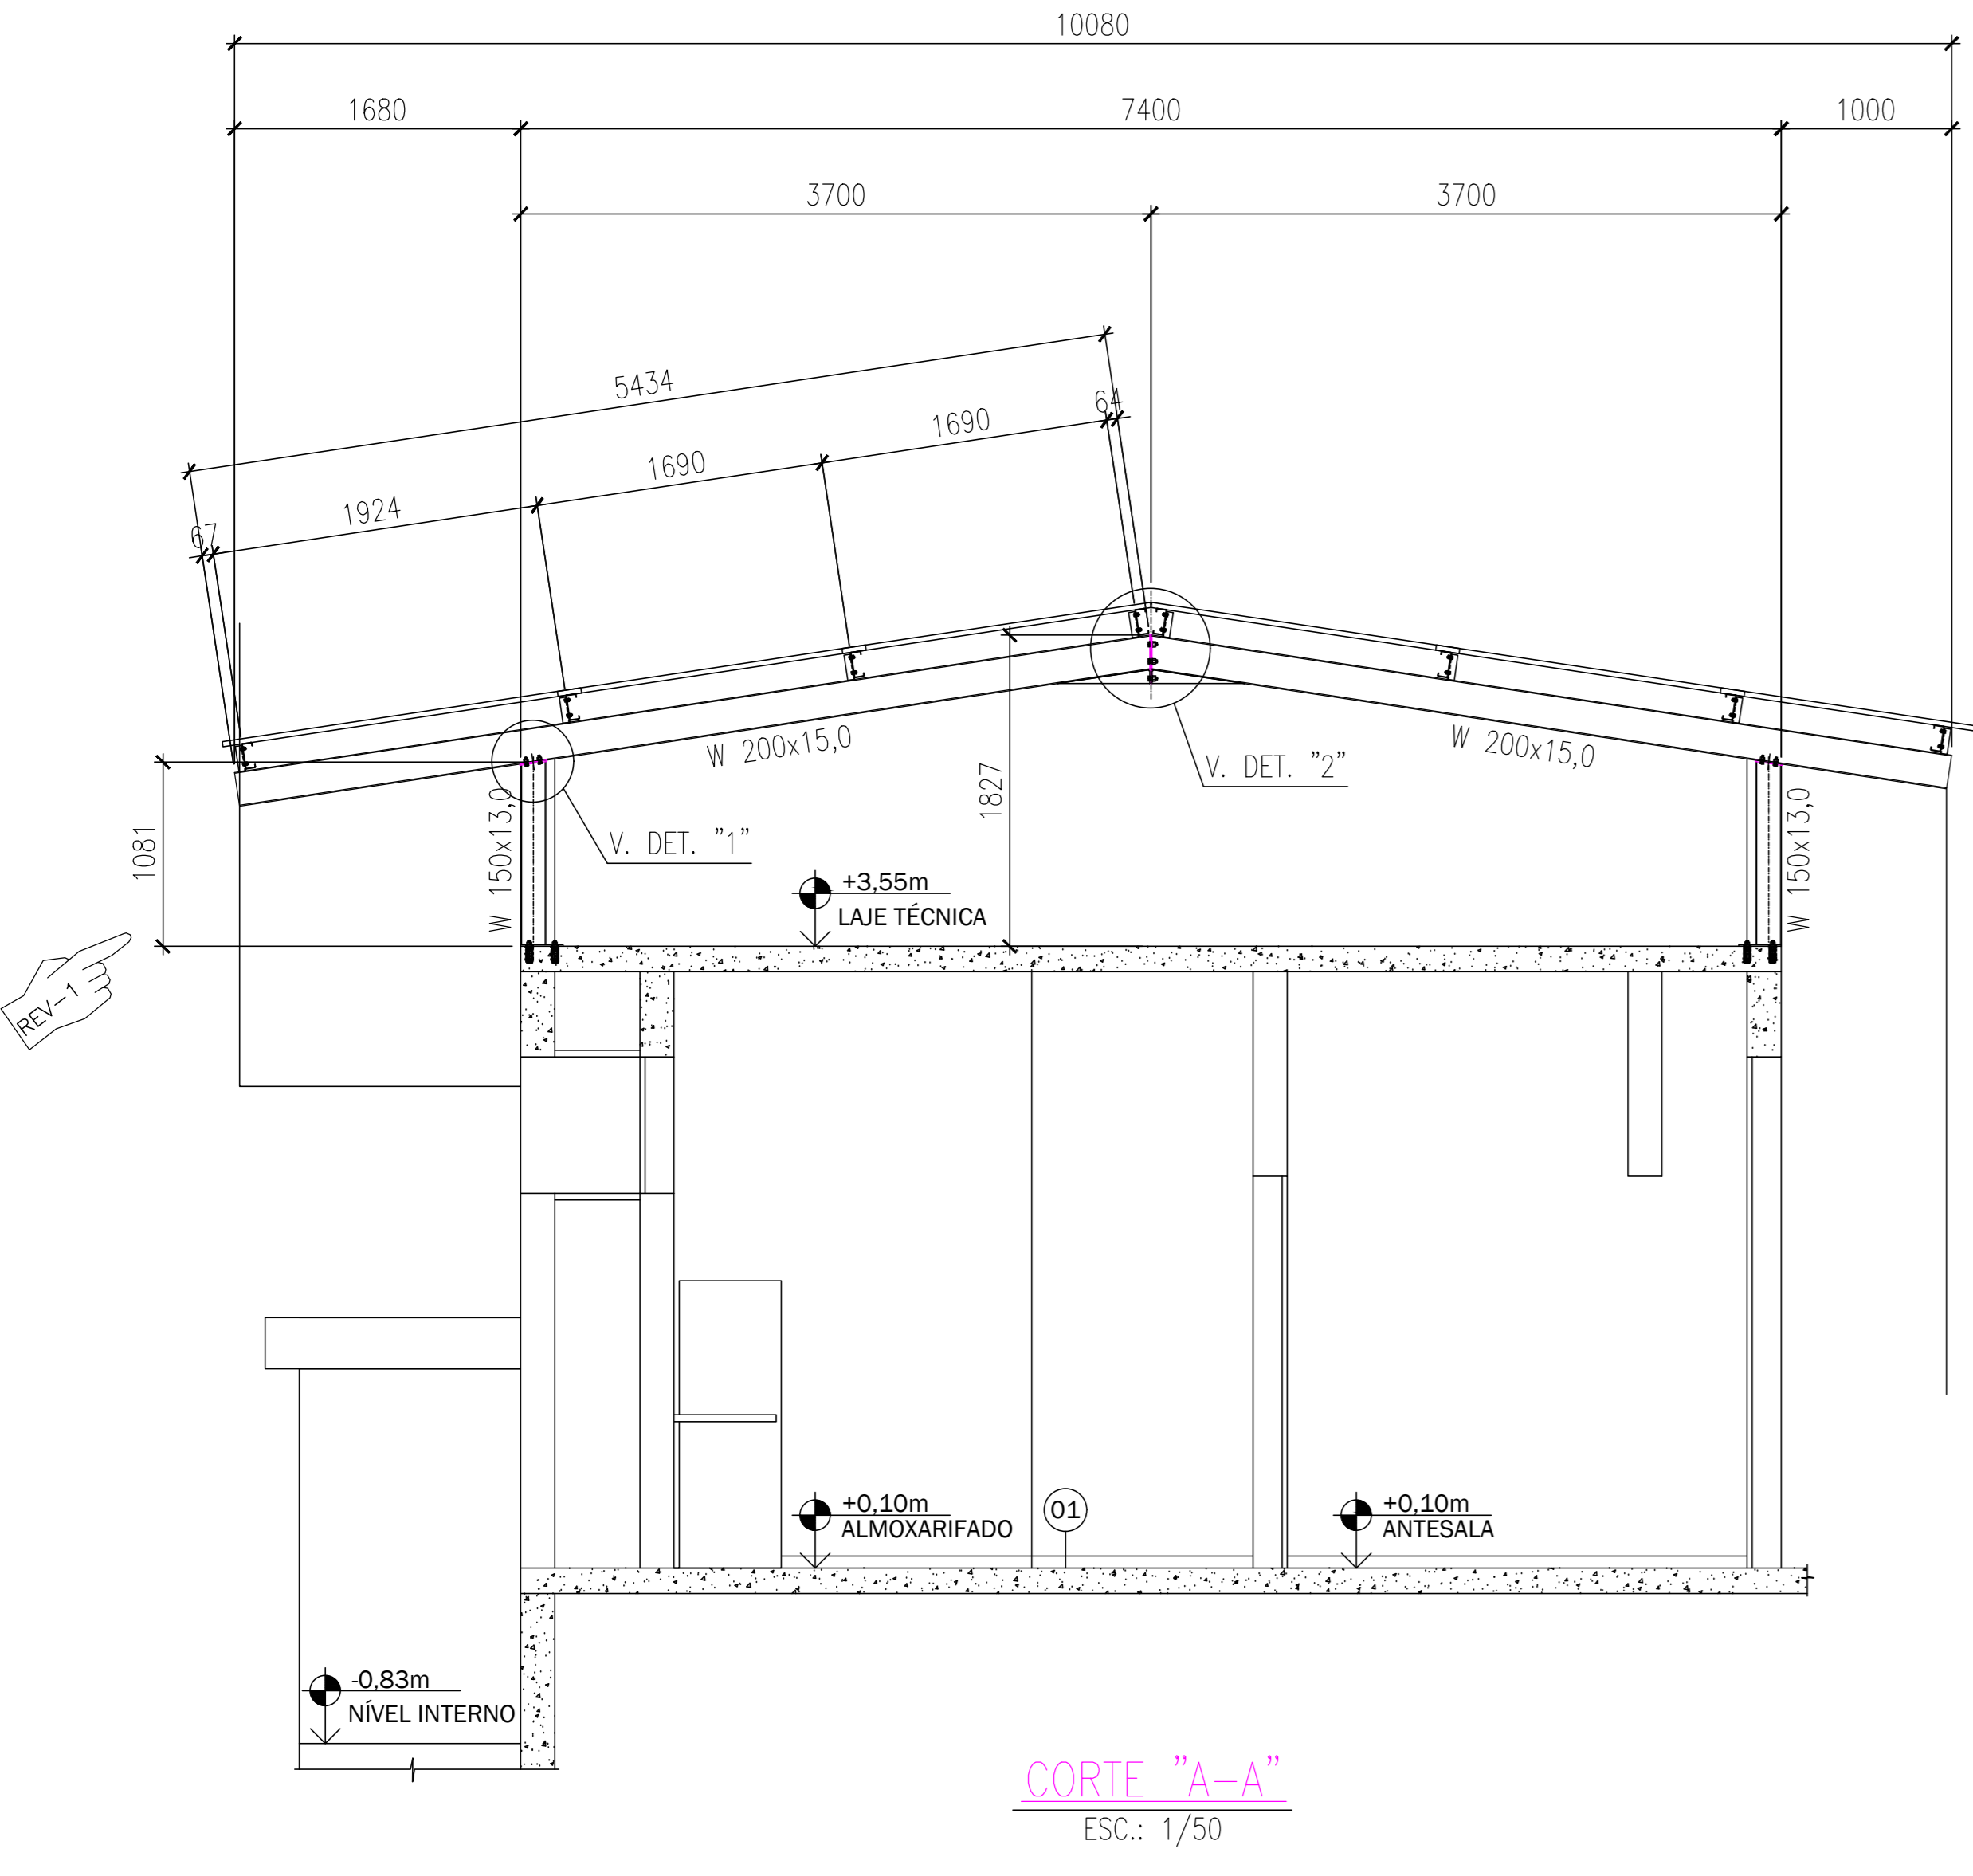 10080
1680
7400
1000
3700
3700
5434
64
1690
1690
1924
67
W 200x15,0
W 200x15,0
V. DET. "2"
1827
W 150x13,0
W 150x13,0
1081
V. DET. "1"
+3,55m
LAJE TÉCNICA
REV-1
+0,10m
ALMOXARIFADO
01
+0,10m
ANTESALA
-0,83m
NÍVEL INTERNO
CORTE "A-A"
ESC.: 1/50